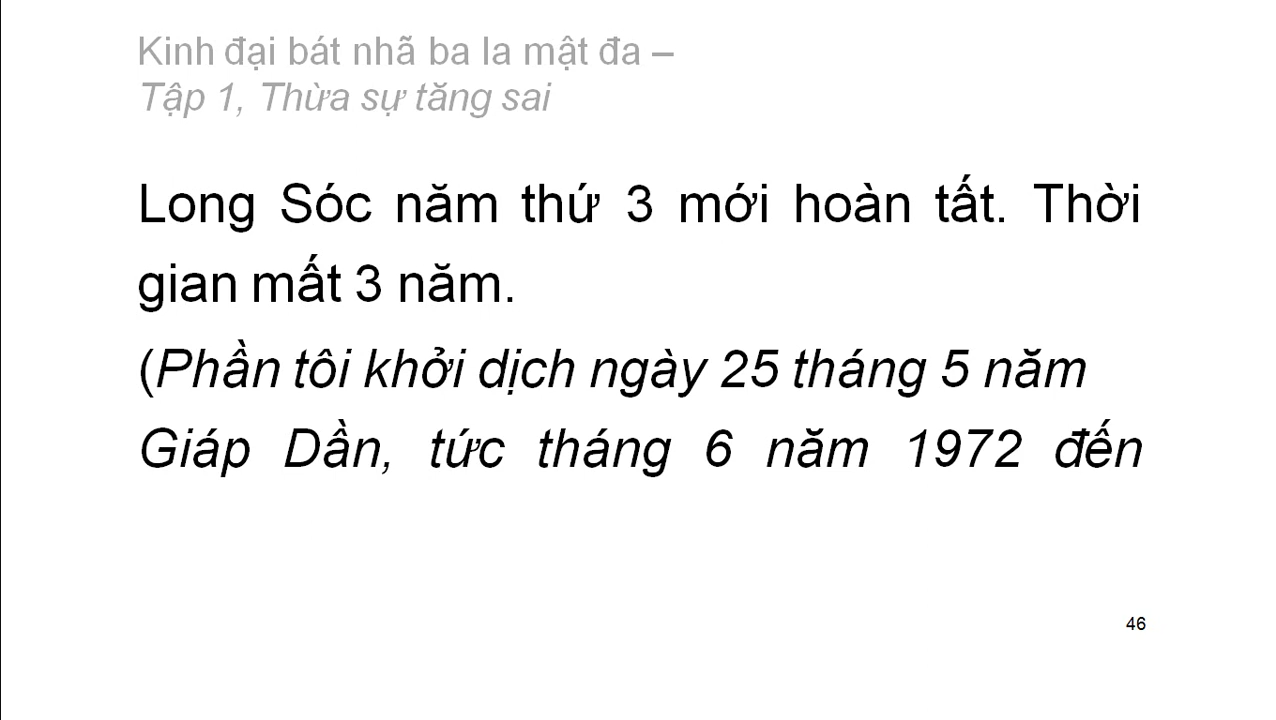 Kinh đại bát nhã ba la mật đa –
Tập 1, Thừa sự tăng sai
Long Sóc năm thứ 3 mới hoàn tất. Thời
gian mất 3 năm.
(Phần tôi khởi dịch ngày 25 tháng 5 năm
Giáp Dần, tức tháng 6 năm 1972 đến
46